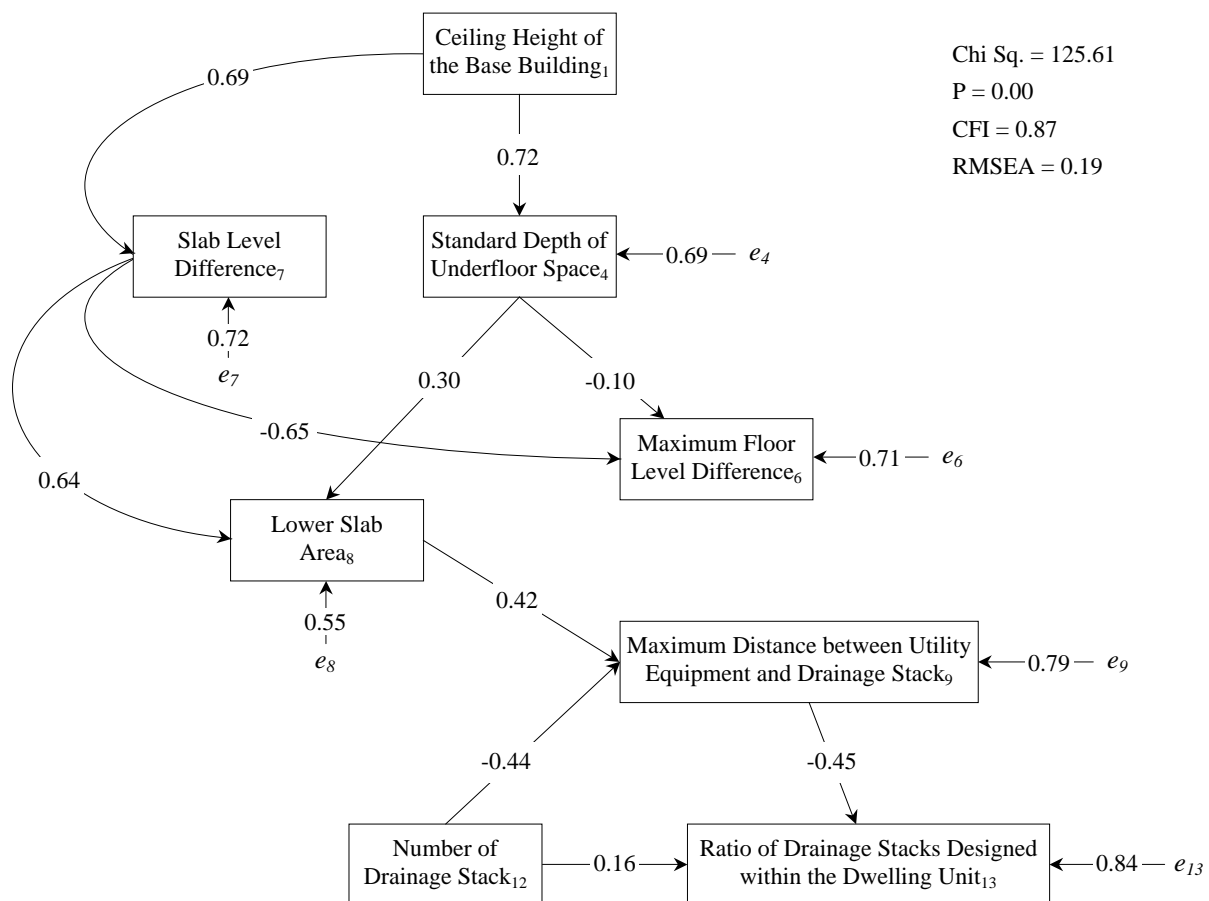 Ceiling Height of
the Base Building₁
Chi Sq. = 125.61
P = 0.00
CFI = 0.87
RMSEA = 0.19
0.69
0.72
Slab Level
Difference₇
Standard Depth of
Underfloor Space₄
0.69
e₄
0.72
e₇
0.30
-0.10
-0.65
0.64
Maximum Floor
Level Difference₆
0.71
e₆
Lower Slab
Area₈
0.55
e₈
0.42
Maximum Distance between Utility
Equipment and Drainage Stack₉
0.79
e₉
-0.44
-0.45
Number of
Drainage Stack₁₂
0.16
Ratio of Drainage Stacks Designed
within the Dwelling Unit₁₃
0.84
e₁₃